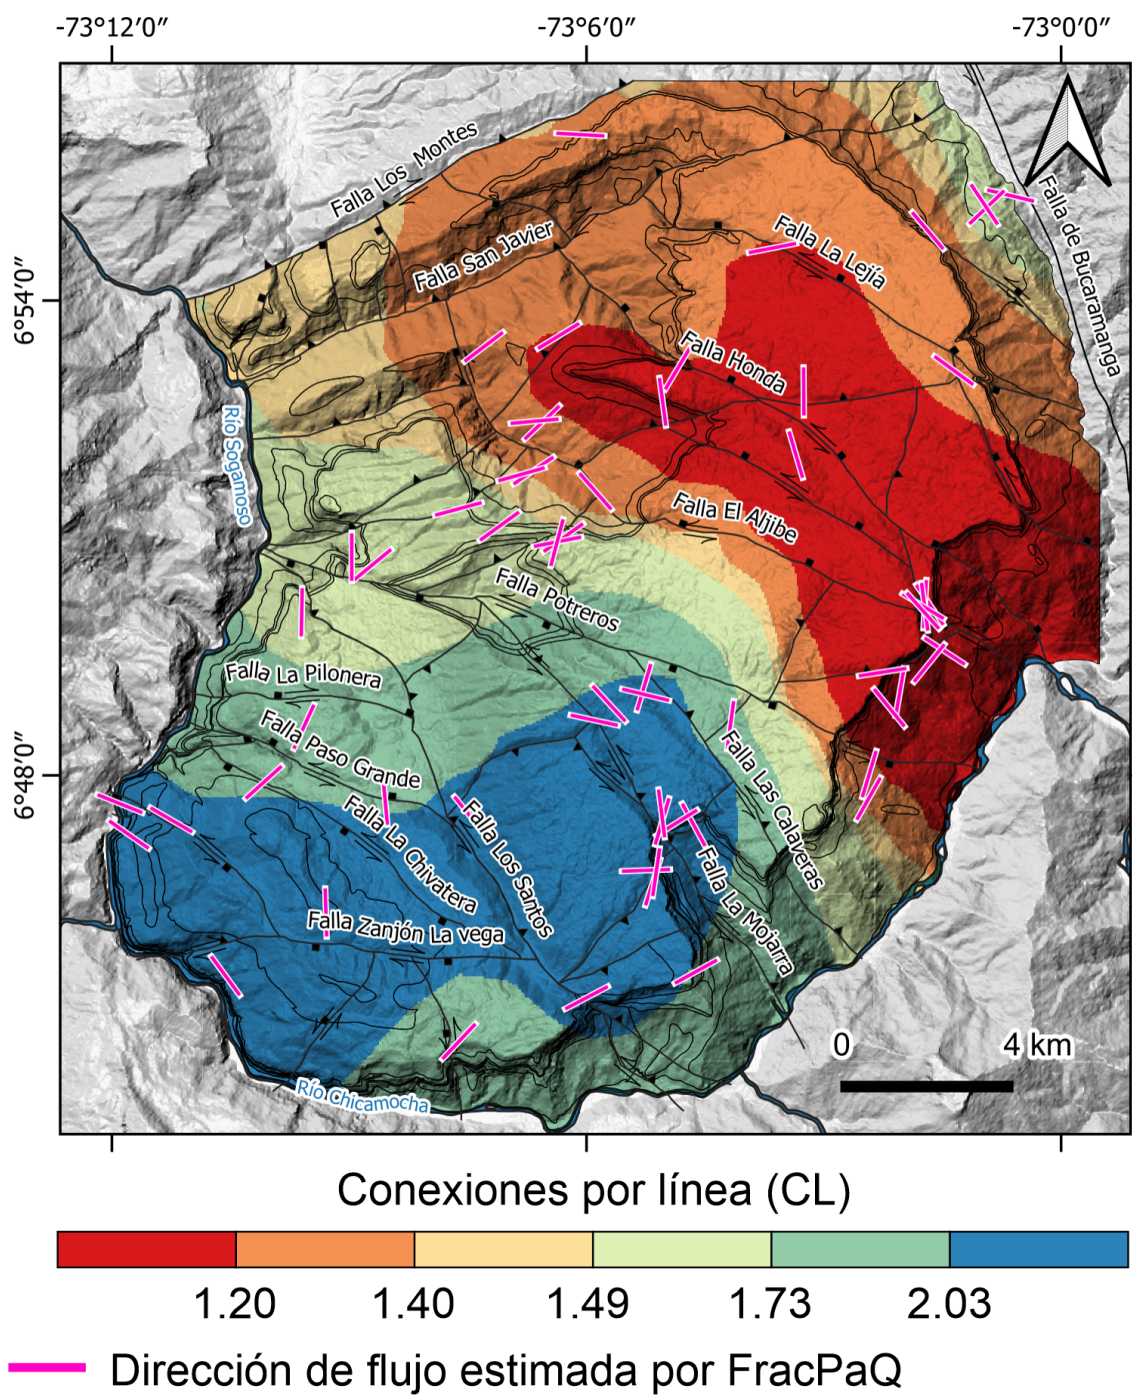 -73°12′0″
-73°6′0″
-73°0′0″
6°54′0″
6°48′0″
Falla Los Montes
Falla San Javier
Falla La Lejía
Falla de Bucaramanga
Falla Honda
Río Sogamoso
Falla El Aljibe
Falla Potreros
Falla La Pilonera
Falla Paso Grande
Falla La Chivatera
Falla Los Santos
Falla Las Calaveras
Falla La Mojarra
Falla Zanjón La vega
Río Chicamocha
0
4 km
Conexiones por línea (CL)
1.20 1.40 1.49 1.73 2.03
Dirección de flujo estimada por FracPaQ